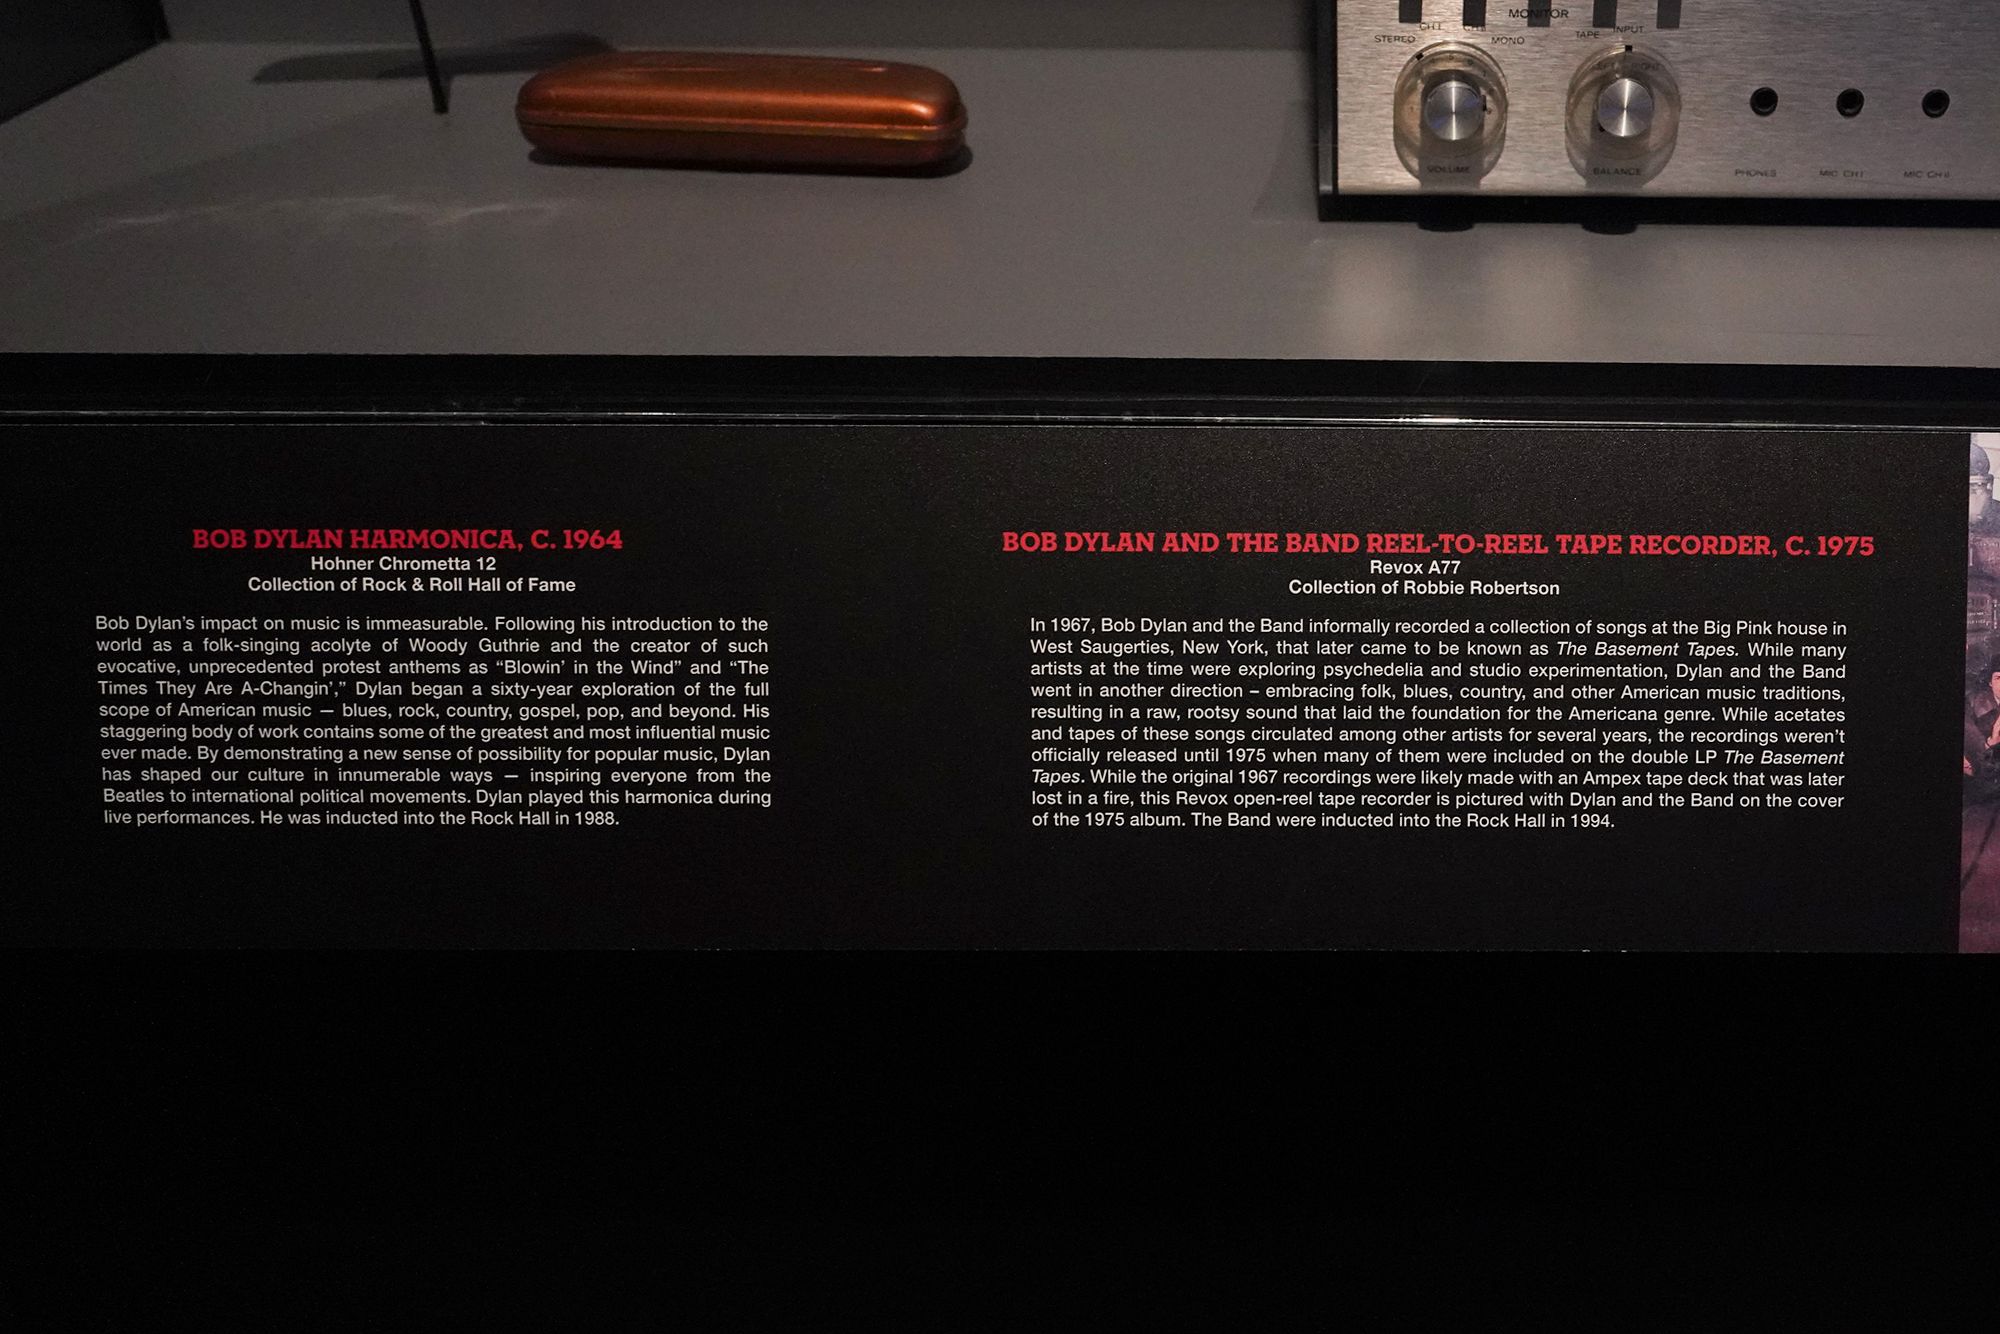 MONITOR
CH I
INPUT
STEREO
MONO
TAPE
VOLUME
BALANCE
PHONES
MIC CH I
MIC CH II
BOB DYLAN HARMONICA, C. 1964
Hohner Chrometta 12
Collection of Rock & Roll Hall of Fame
Bob Dylan’s impact on music is immeasurable. Following his introduction to the
world as a folk-singing acolyte of Woody Guthrie and the creator of such
evocative, unprecedented protest anthems as “Blowin’ in the Wind” and “The
Times They Are A-Changin’,” Dylan began a sixty-year exploration of the full
scope of American music — blues, rock, country, gospel, pop, and beyond. His
staggering body of work contains some of the greatest and most influential music
ever made. By demonstrating a new sense of possibility for popular music, Dylan
has shaped our culture in innumerable ways — inspiring everyone from the
Beatles to international political movements. Dylan played this harmonica during
live performances. He was inducted into the Rock Hall in 1988.
BOB DYLAN AND THE BAND REEL-TO-REEL TAPE RECORDER, C. 1975
Revox A77
Collection of Robbie Robertson
In 1967, Bob Dylan and the Band informally recorded a collection of songs at the Big Pink house in
West Saugerties, New York, that later came to be known as The Basement Tapes. While many
artists at the time were exploring psychedelia and studio experimentation, Dylan and the Band
went in another direction – embracing folk, blues, country, and other American music traditions,
resulting in a raw, rootsy sound that laid the foundation for the Americana genre. While acetates
and tapes of these songs circulated among other artists for several years, the recordings weren’t
officially released until 1975 when many of them were included on the double LP The Basement
Tapes. While the original 1967 recordings were likely made with an Ampex tape deck that was later
lost in a fire, this Revox open-reel tape recorder is pictured with Dylan and the Band on the cover
of the 1975 album. The Band were inducted into the Rock Hall in 1994.